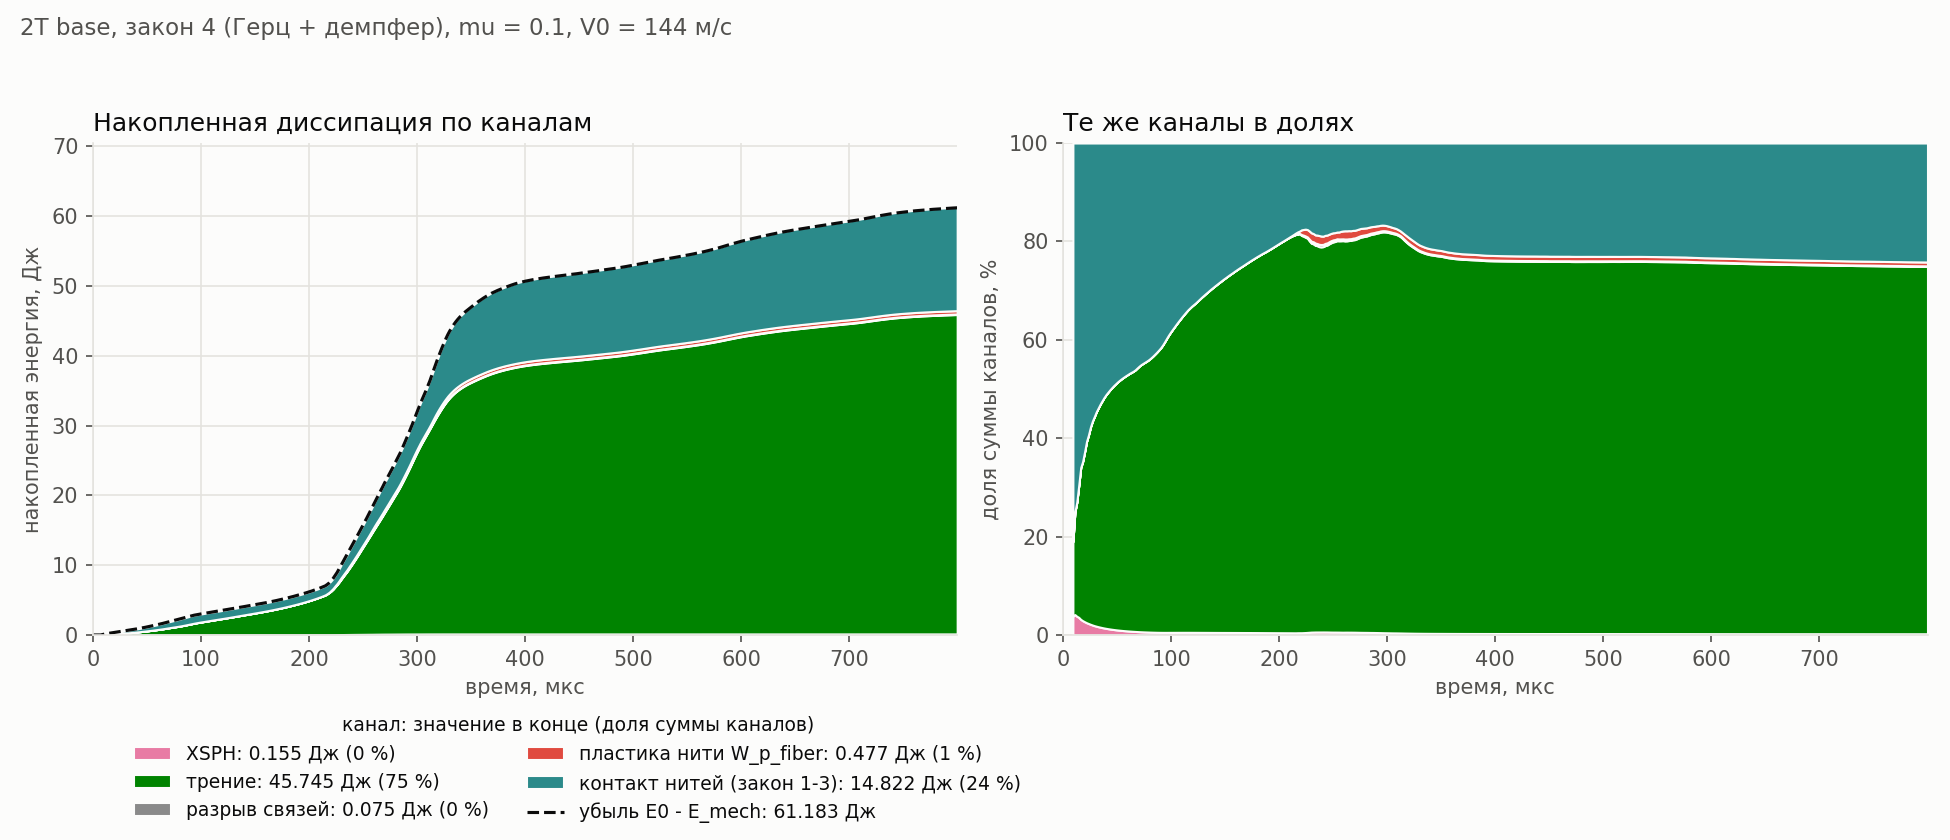 2T base, закон 4 (Герц + демпфер), mu = 0.1, V0 = 144 м/с
Накопленная диссипация по каналам
70
60
50
40
30
20
10
0
0 100 200 300 400 500 600 700
накопленная энергия, Дж
время, мкс
Те же каналы в долях
100
80
60
40
20
0
0 100 200 300 400 500 600 700
доля суммы каналов, %
время, мкс
канал: значение в конце (доля суммы каналов)
XSPH: 0.155 Дж (0 %)
трение: 45.745 Дж (75 %)
разрыв связей: 0.075 Дж (0 %)
пластика нити W_p_fiber: 0.477 Дж (1 %)
контакт нитей (закон 1-3): 14.822 Дж (24 %)
убыль E0 - E_mech: 61.183 Дж